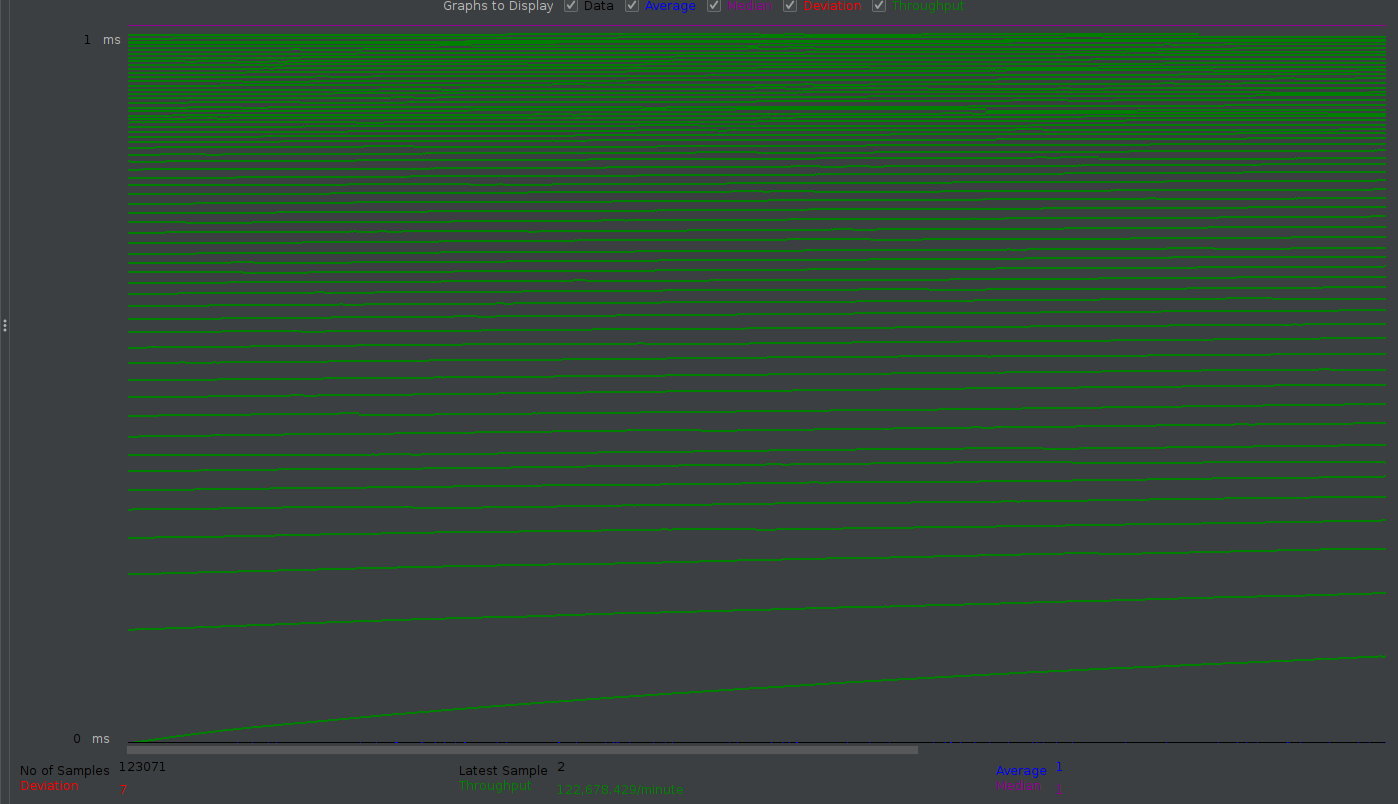 Graphs to Display Data Average Median Deviation Throughput
1 ms
0 ms
No of Samples 123071 Latest Sample 2 Average 1
Deviation 7 Throughput 122,678.429/minute Median